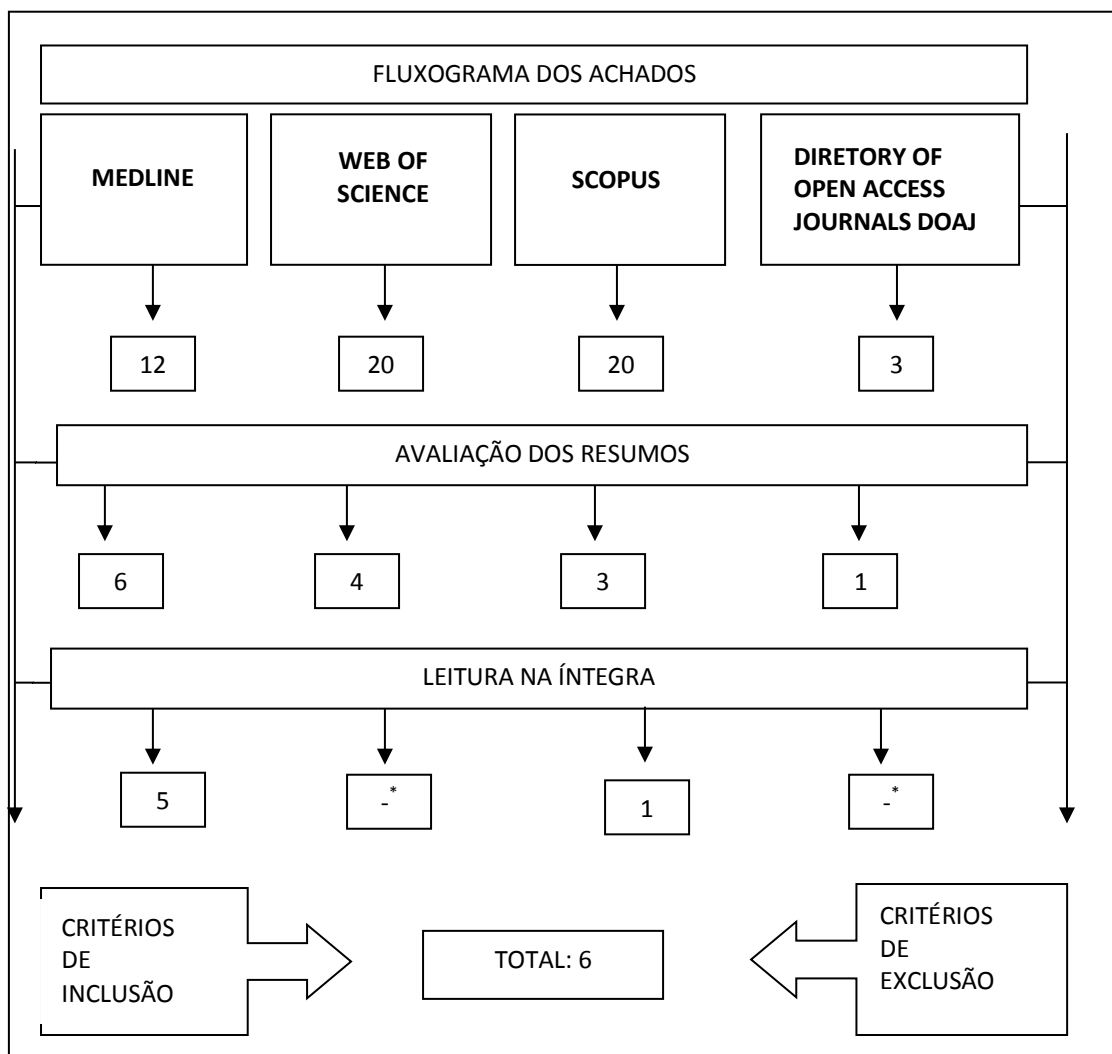 FLUXOGRAMA DOS ACHADOS
MEDLINE
WEB OF
SCIENCE
SCOPUS
DIRETORY OF
OPEN ACCESS
JOURNALS DOAJ
12
20
20
3
AVALIAÇÃO DOS RESUMOS
6
4
3
1
LEITURA NA ÍNTEGRA
5
-*
1
-*
CRITÉRIOS
DE
INCLUSÃO
TOTAL: 6
CRITÉRIOS
DE
EXCLUSÃO